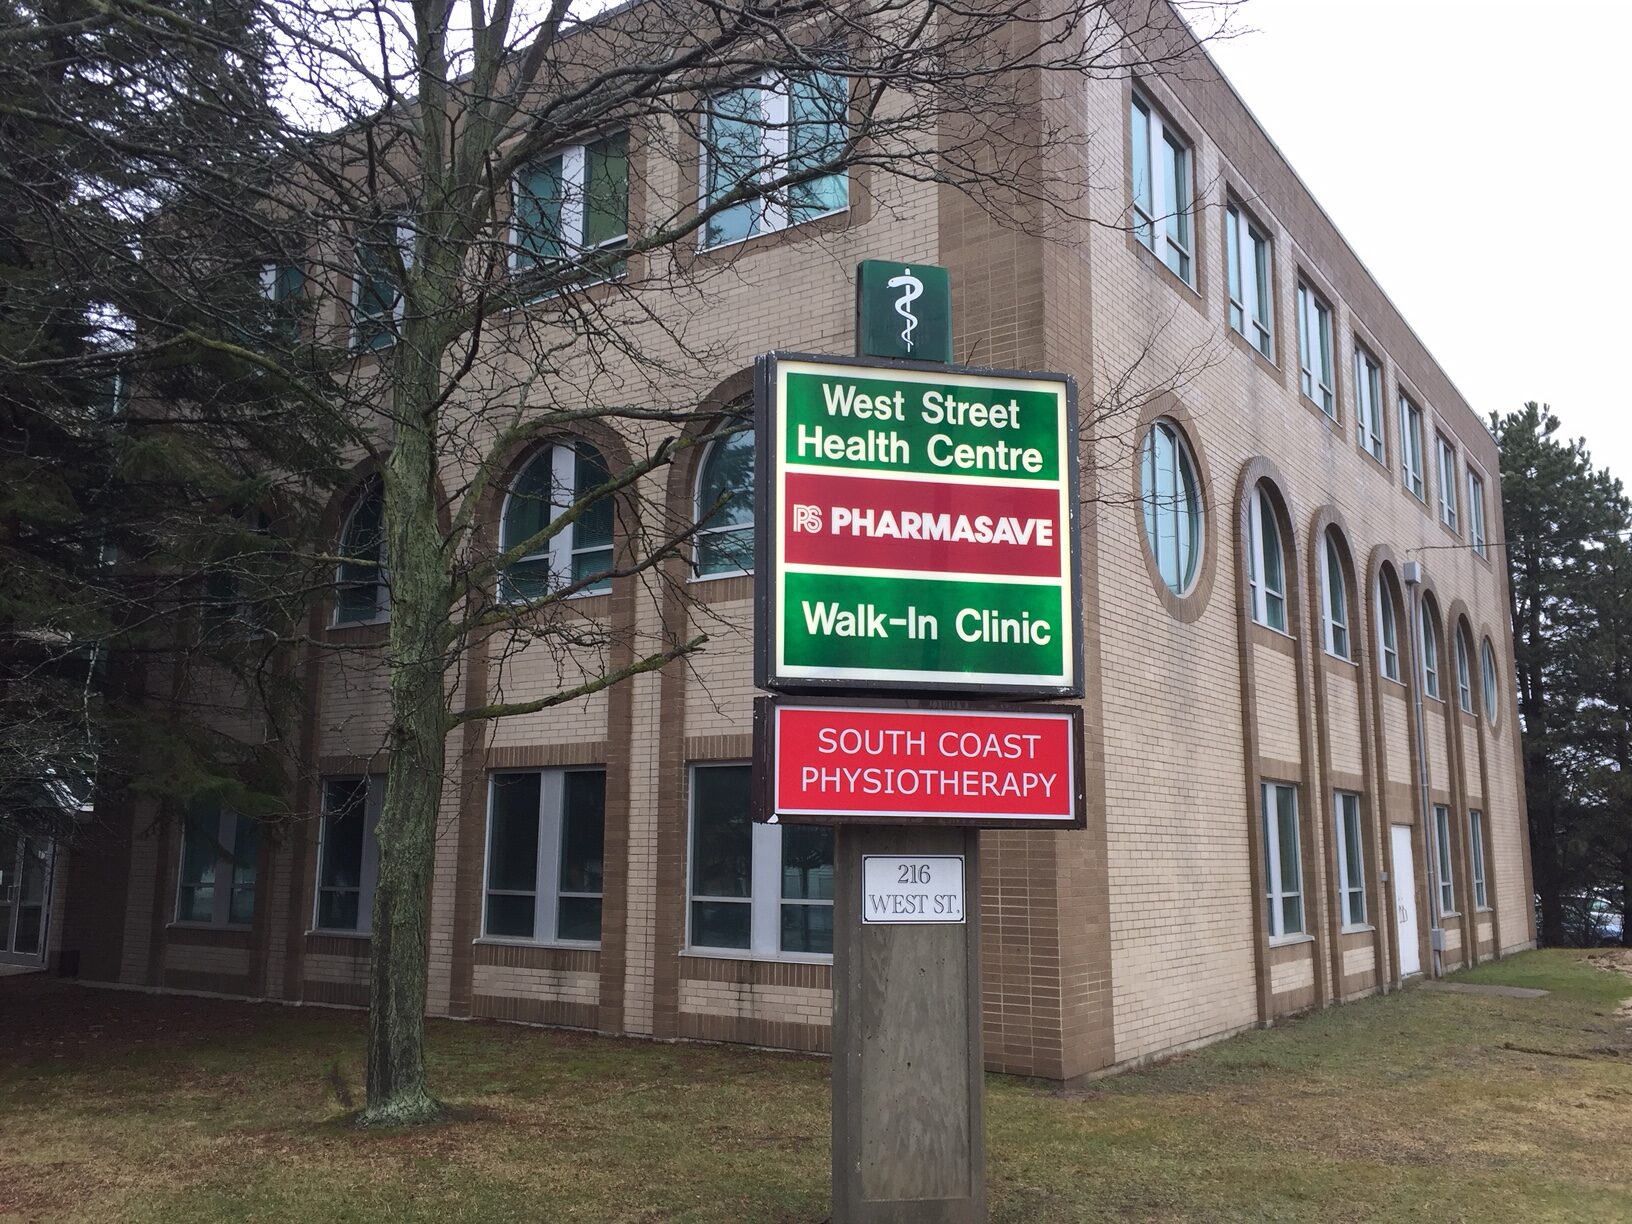 West Street
Health Centre
PS PHARMASAVE
Walk-In Clinic
SOUTH COAST
PHYSIOTHERAPY
216
WEST ST.